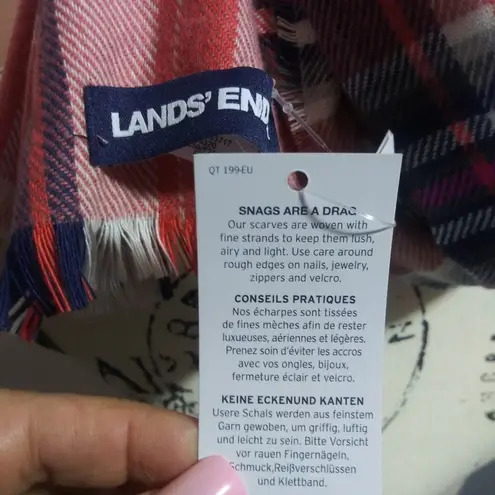 LANDS' END
QT 199-EU
SNAGS ARE A DRAG
Our scarves are woven with
fine strands to keep them lush,
airy and light. Use care around
rough edges on nails, jewelry,
zippers and velcro.
CONSEILS PRATIQUES
Nos écharpes sont tissées
de fines mèches afin de rester
luxueuses, aériennes et légères.
Prenez soin d'éviter les accros
avec vos ongles, bijoux,
fermeture éclair et velcro.
KEINE ECKENUND KANTEN
Usere Schals werden aus feinstem
Garn gewoben, um griffig, luftig
und leicht zu sein. Bitte Vorsicht
vor rauen Fingernägeln,
Schmuck,Reißverschlüssen
und Klettband.